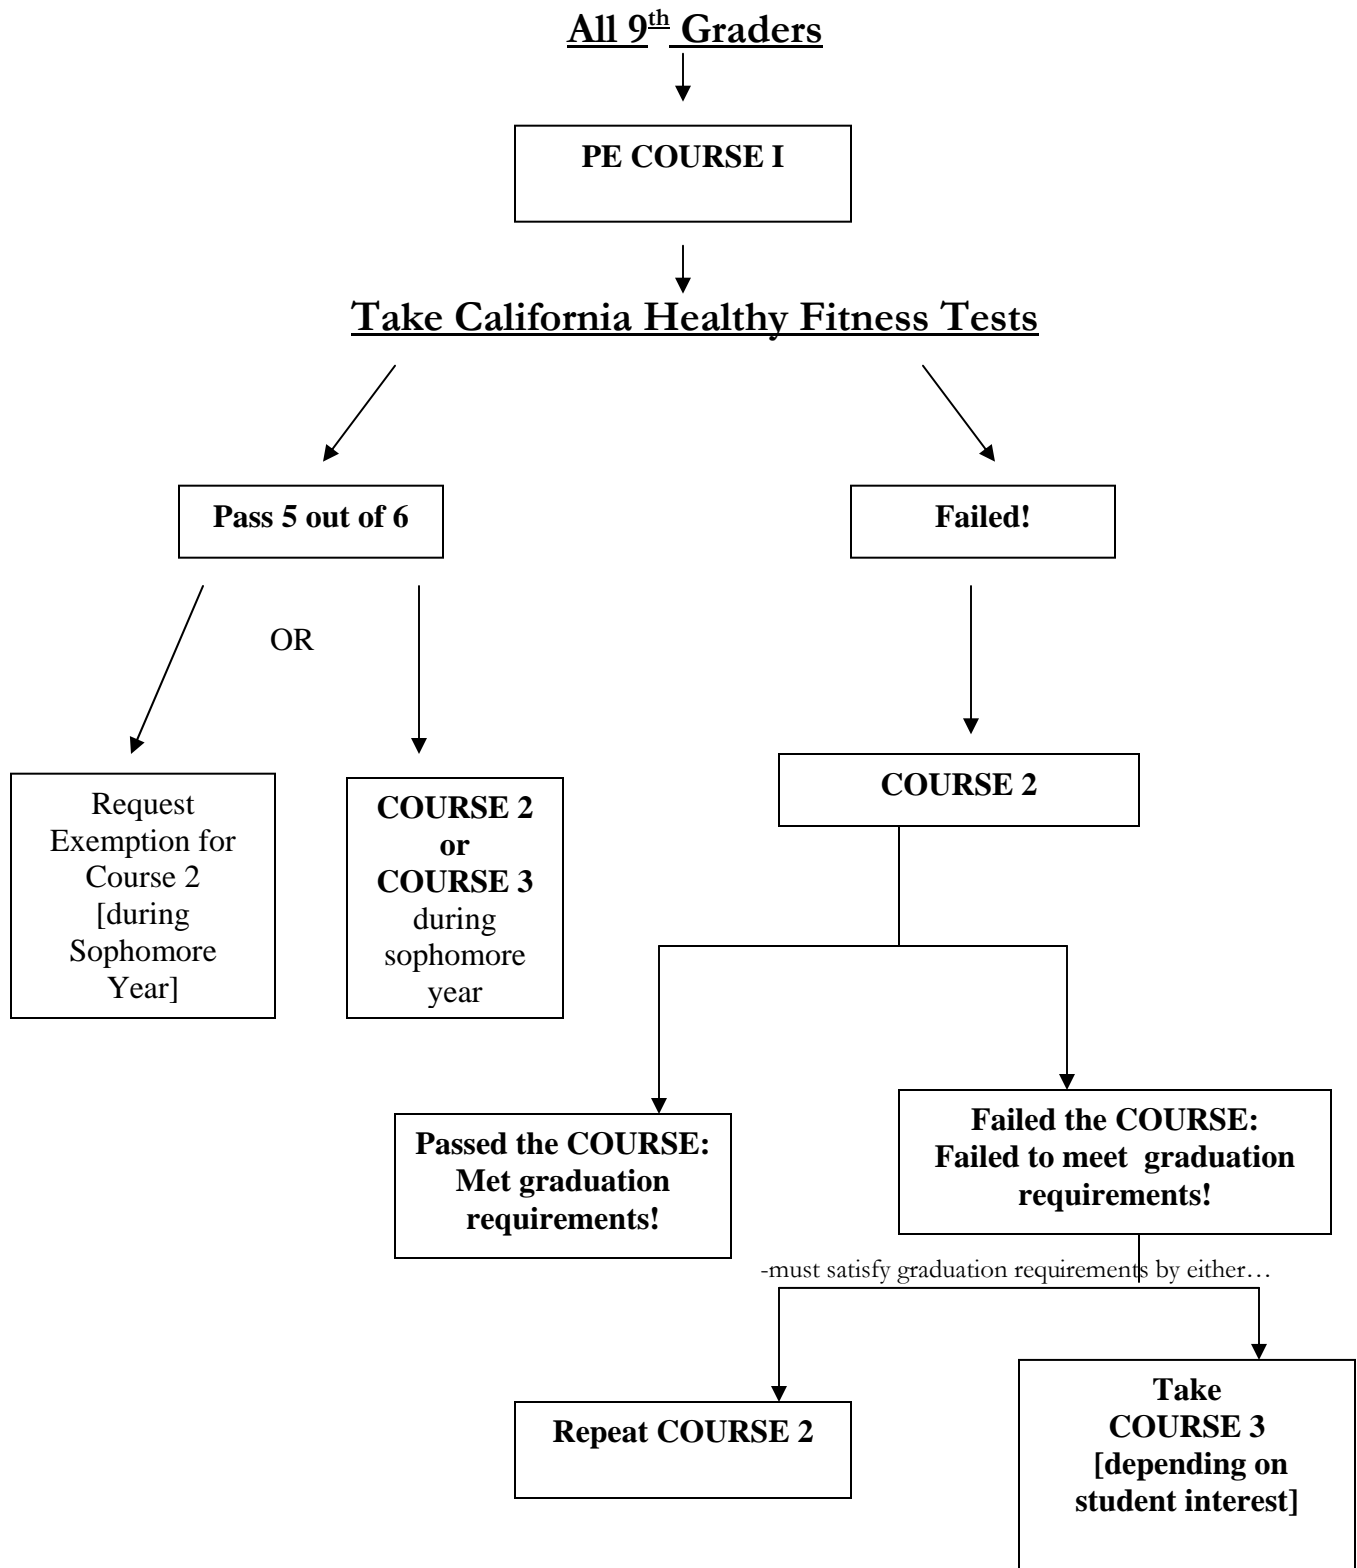 All 9th Graders
PE COURSE I
Take California Healthy Fitness Tests
Pass 5 out of 6
Failed!
OR
Request
Exemption for
Course 2
[during
Sophomore
Year]
COURSE 2
or
COURSE 3
during
sophomore
year
COURSE 2
Passed the COURSE:
Met graduation
requirements!
Failed the COURSE:
Failed to meet graduation
requirements!
-must satisfy graduation requirements by either…
Repeat COURSE 2
Take
COURSE 3
[depending on
student interest]